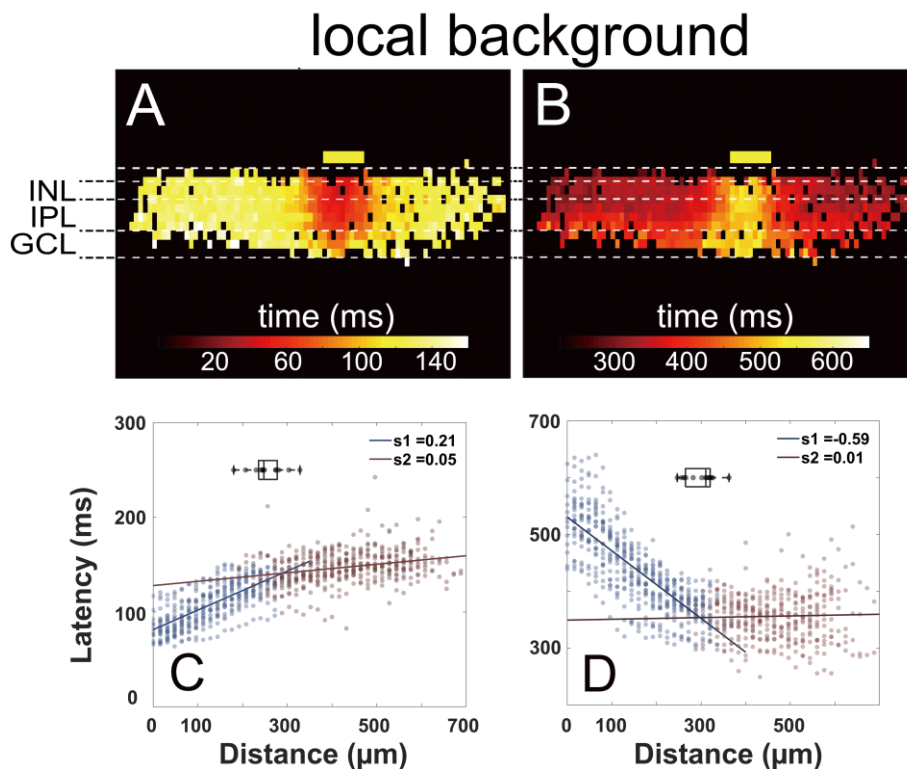 local background
A
B
INL
IPL
GCL
time (ms)
20 60 100 140
time (ms)
300 400 500 600
Latency (ms)
300
200
100
0
s1 =0.21
s2 =0.05
C
0 100 300 500 700
Distance (µm)
700
500
300
s1 =-0.59
s2 =0.01
D
0 100 300 500
Distance (µm)